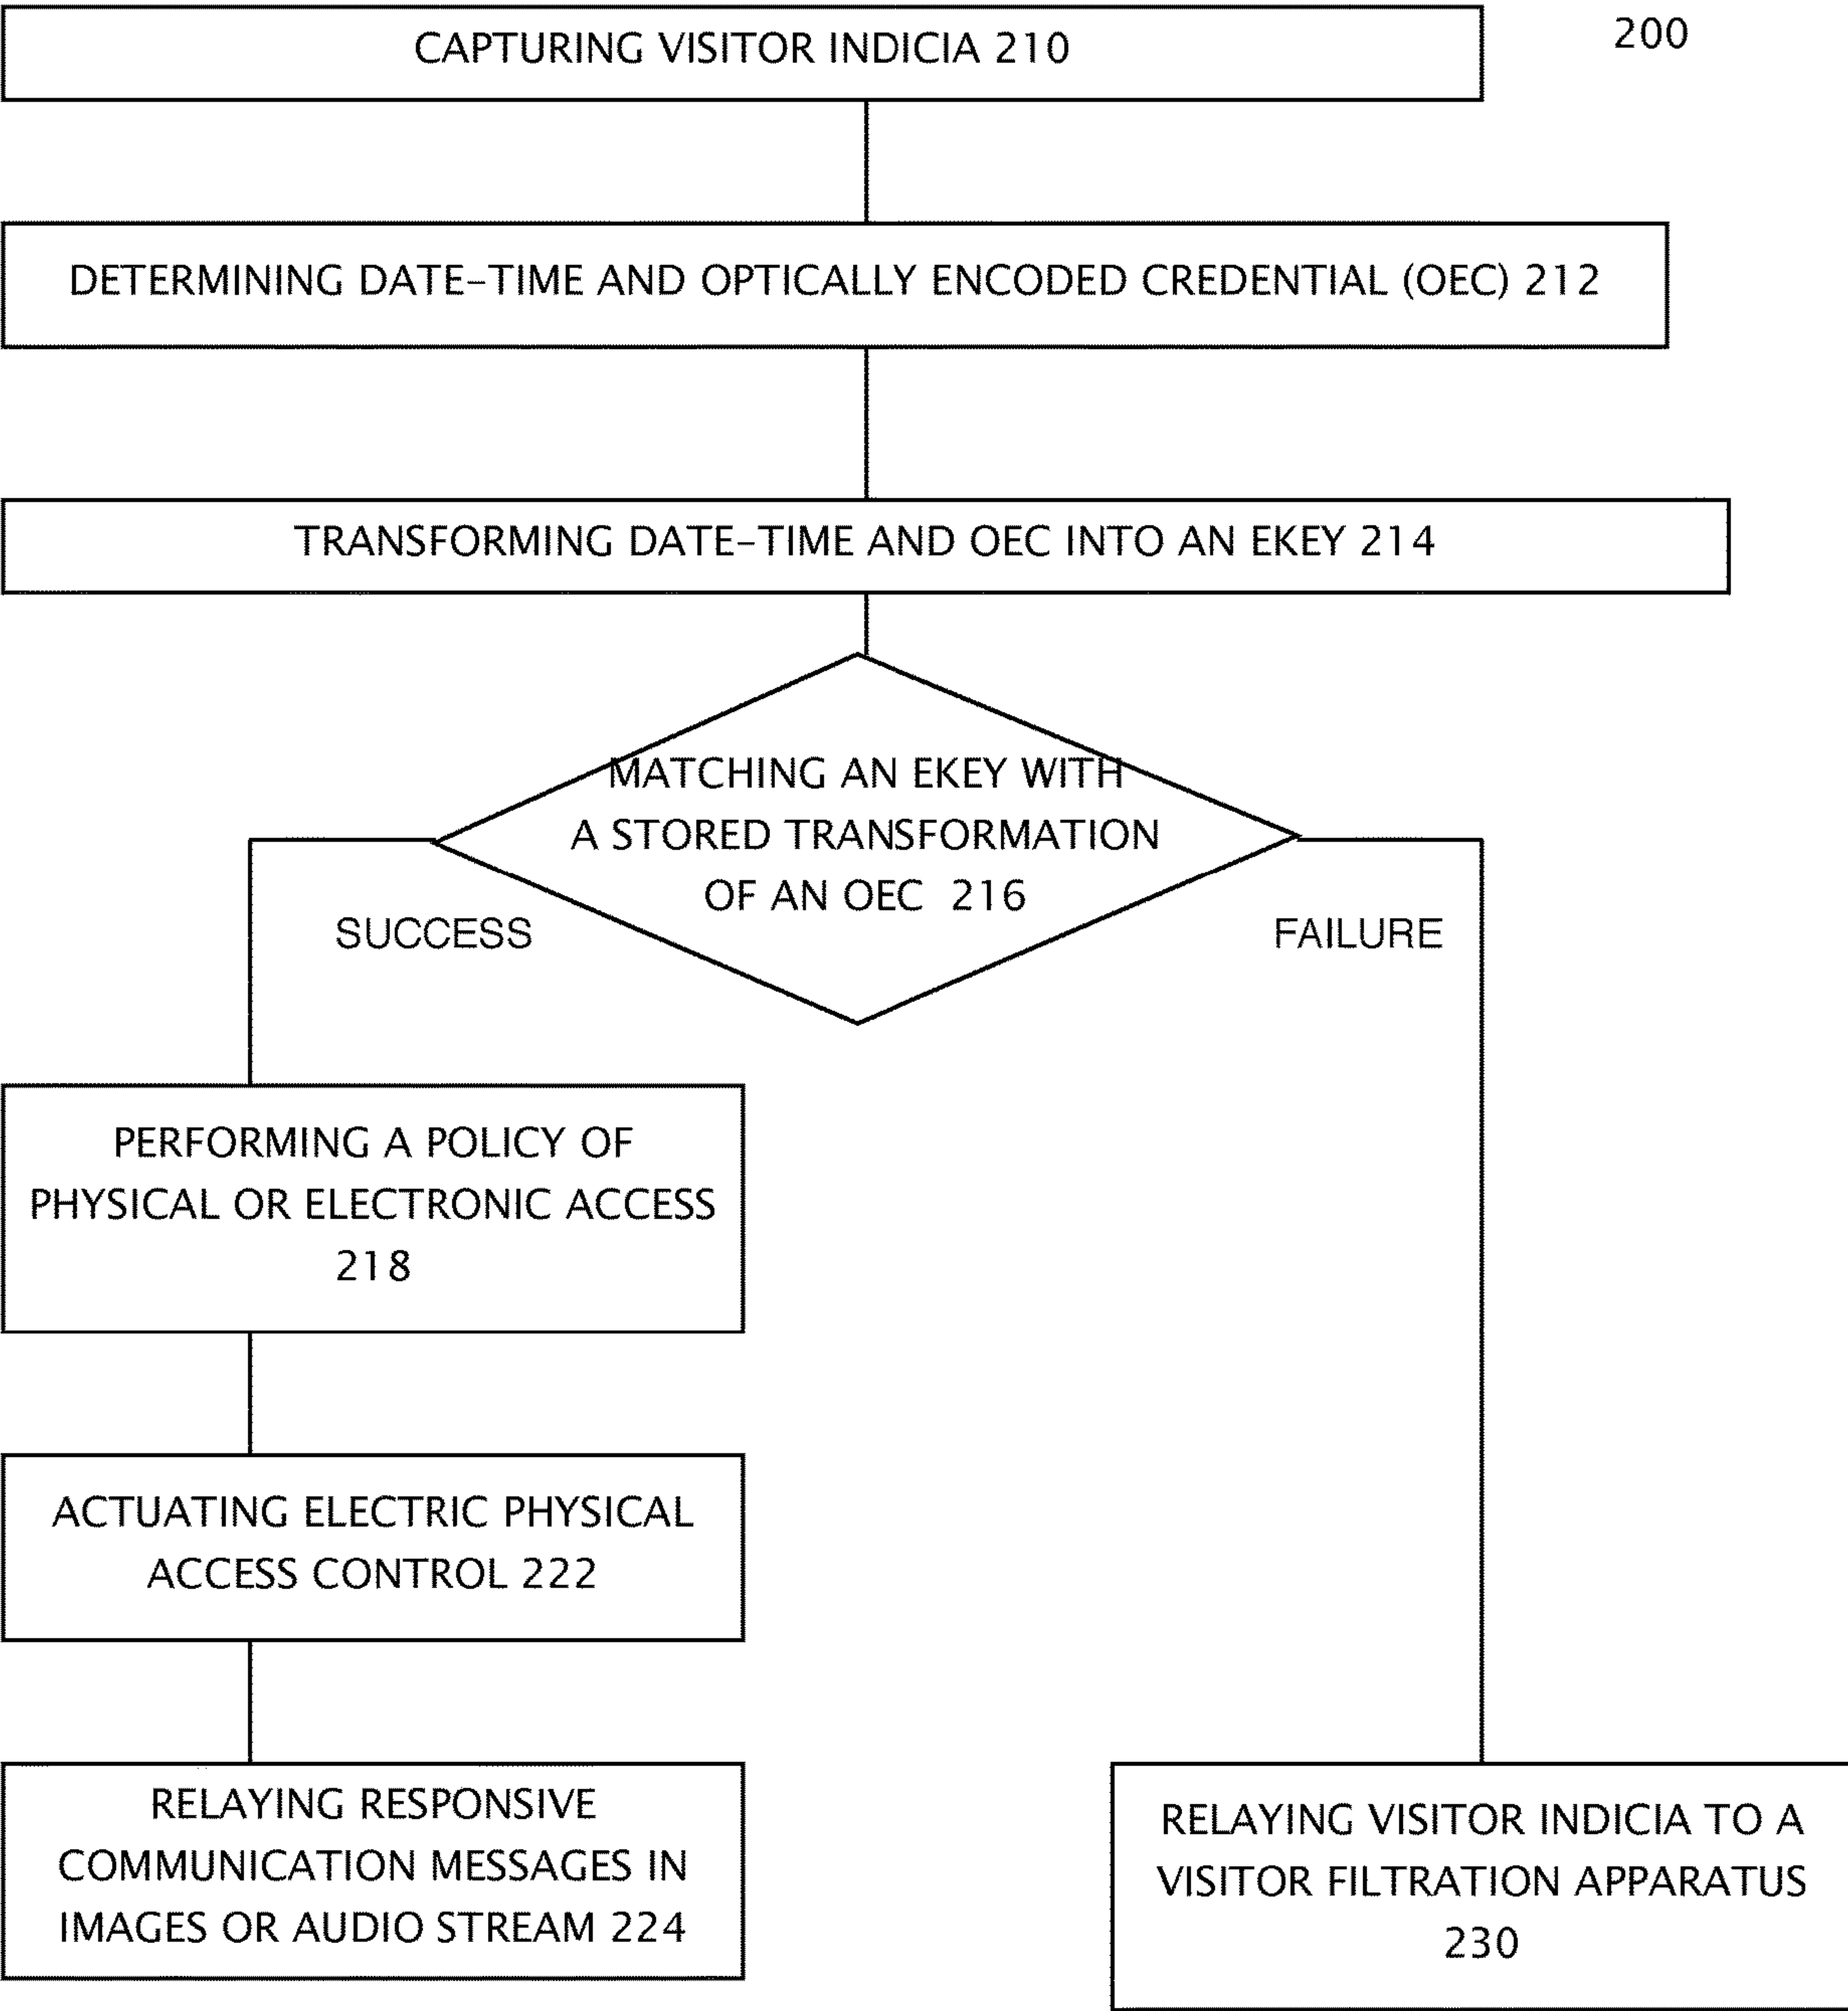 CAPTURING VISITOR INDICIA 210
200
DETERMINING DATE-TIME AND OPTICALLY ENCODED CREDENTIAL (OEC) 212
TRANSFORMING DATE-TIME AND OEC INTO AN EKEY 214
MATCHING AN EKEY WITH
A STORED TRANSFORMATION
OF AN OEC 216
SUCCESS
FAILURE
PERFORMING A POLICY OF
PHYSICAL OR ELECTRONIC ACCESS
218
ACTUATING ELECTRIC PHYSICAL
ACCESS CONTROL 222
RELAYING RESPONSIVE
COMMUNICATION MESSAGES IN
IMAGES OR AUDIO STREAM 224
RELAYING VISITOR INDICIA TO A
VISITOR FILTRATION APPARATUS
230